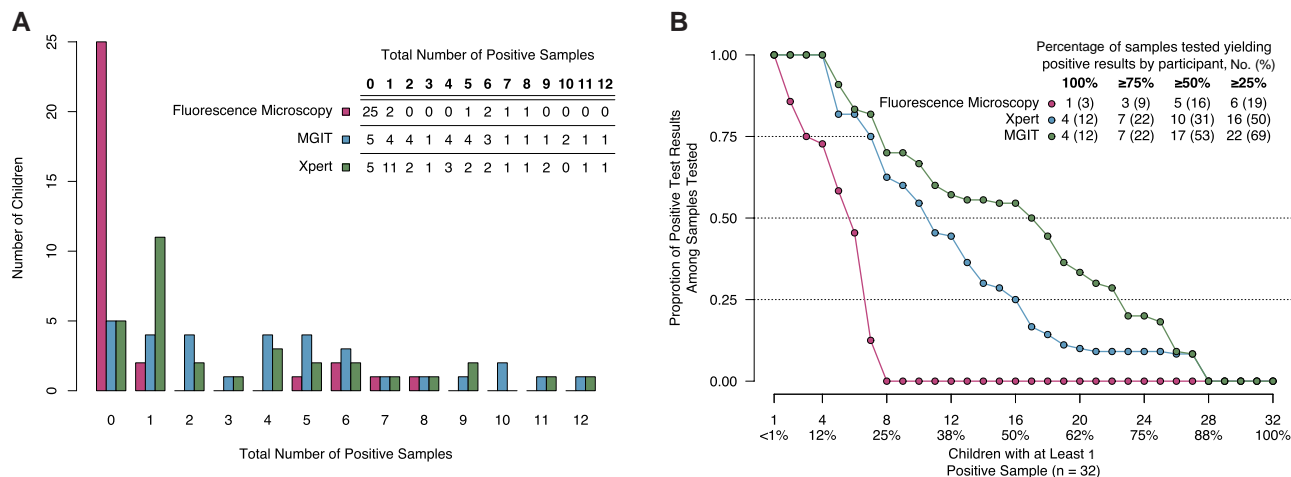 A
25
20
15
10
5
0
Number of Children
Total Number of Positive Samples
0 1 2 3 4 5 6 7 8 9 10 11 12
Fluorescence Microscopy 25 2 0 0 0 1 2 1 1 0 0 0 0
MGIT 5 4 4 1 4 4 3 1 1 1 2 1 1
Xpert 5 11 2 1 3 2 2 1 1 2 0 1 1
0 1 2 3 4 5 6 7 8 9 10 11 12
Total Number of Positive Samples
B
Proprotion of Positive Test Results
Among Samples Tested
1.00
0.75
0.50
0.25
0.00
Percentage of samples tested yielding
positive results by participant, No. (%)
100% ≥75% ≥50% ≥25%
Fluorescence Microscopy 1 (3) 3 (9) 5 (16) 6 (19)
Xpert 4 (12) 7 (22) 10 (31) 16 (50)
MGIT 4 (12) 7 (22) 17 (53) 22 (69)
1 4 8 12 16 20 24 28 32
<1% 12% 25% 38% 50% 62% 75% 88% 100%
Children with at Least 1
Positive Sample (n = 32)